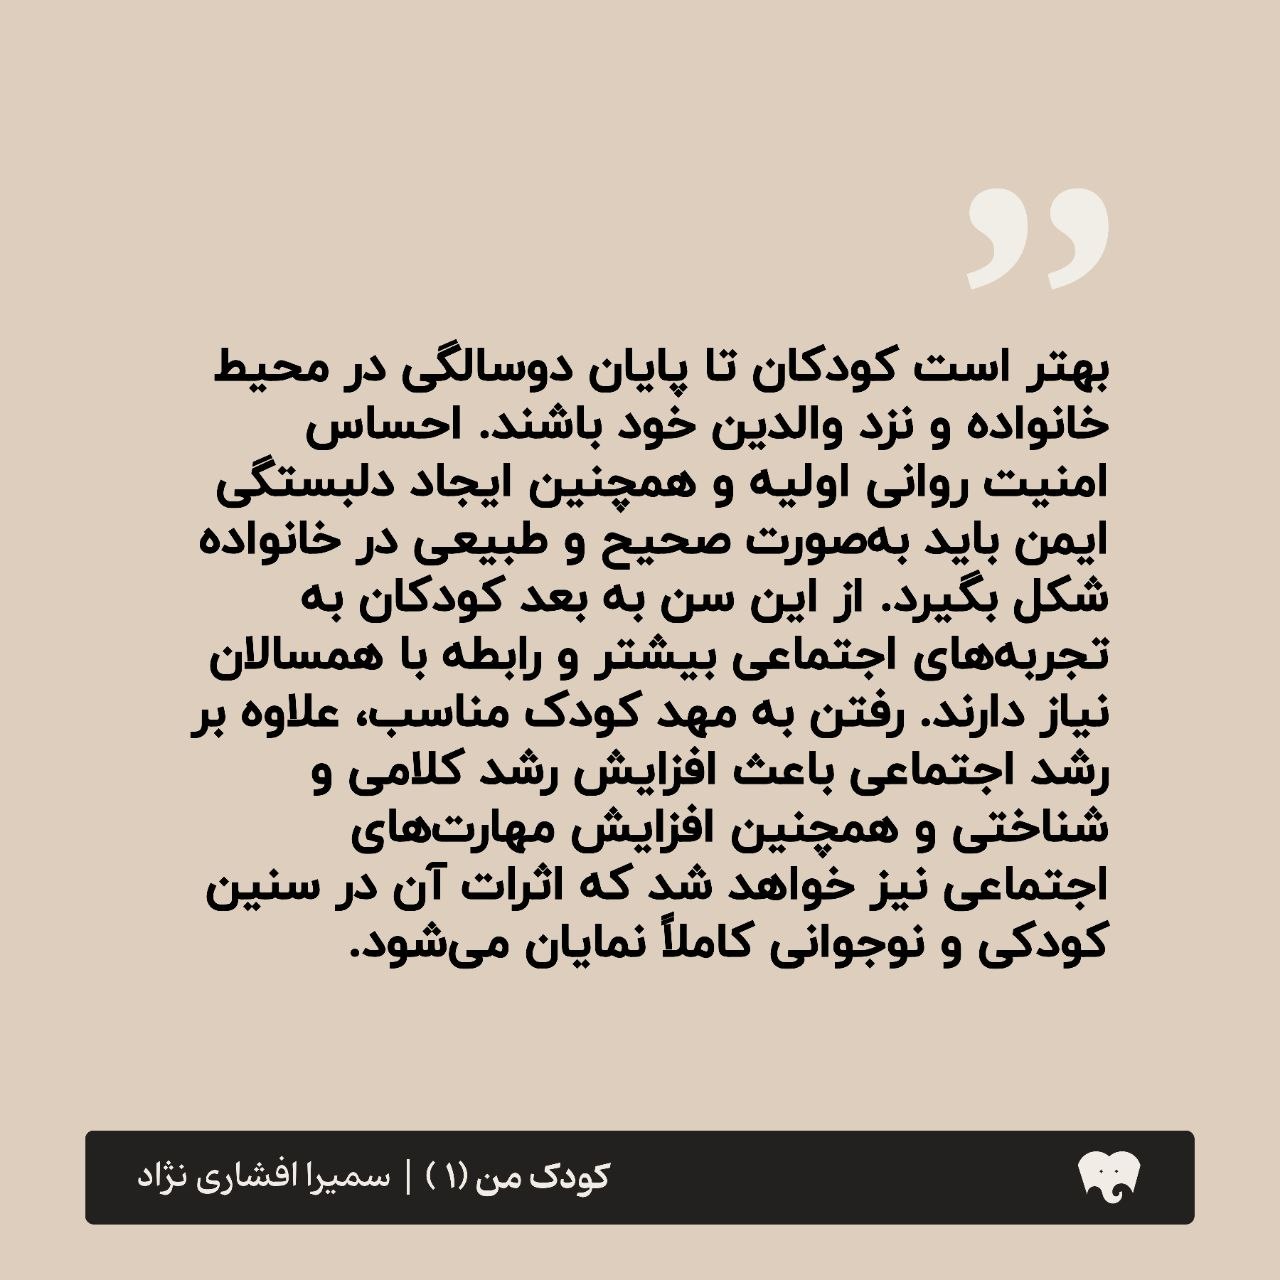 بهتر است کودکان تا پایان دوسالگی در محیط
خانواده و نزد والدین خود باشند. احساس
امنیت روانی اولیه و همچنین ایجاد دلبستگی
ایمن باید به‌صورت صحیح و طبیعی در خانواده
شکل بگیرد. از این سن به بعد کودکان به
تجربه‌های اجتماعی بیشتر و رابطه با همسالان
نیاز دارند. رفتن به مهد کودک مناسب، علاوه بر
رشد اجتماعی باعث افزایش رشد کلامی و
شناختی و همچنین افزایش مهارت‌های
اجتماعی نیز خواهد شد که اثرات آن در سنین
کودکی و نوجوانی کاملاً نمایان می‌شود.
کودک من (۱) | سمیرا افشاری نژاد